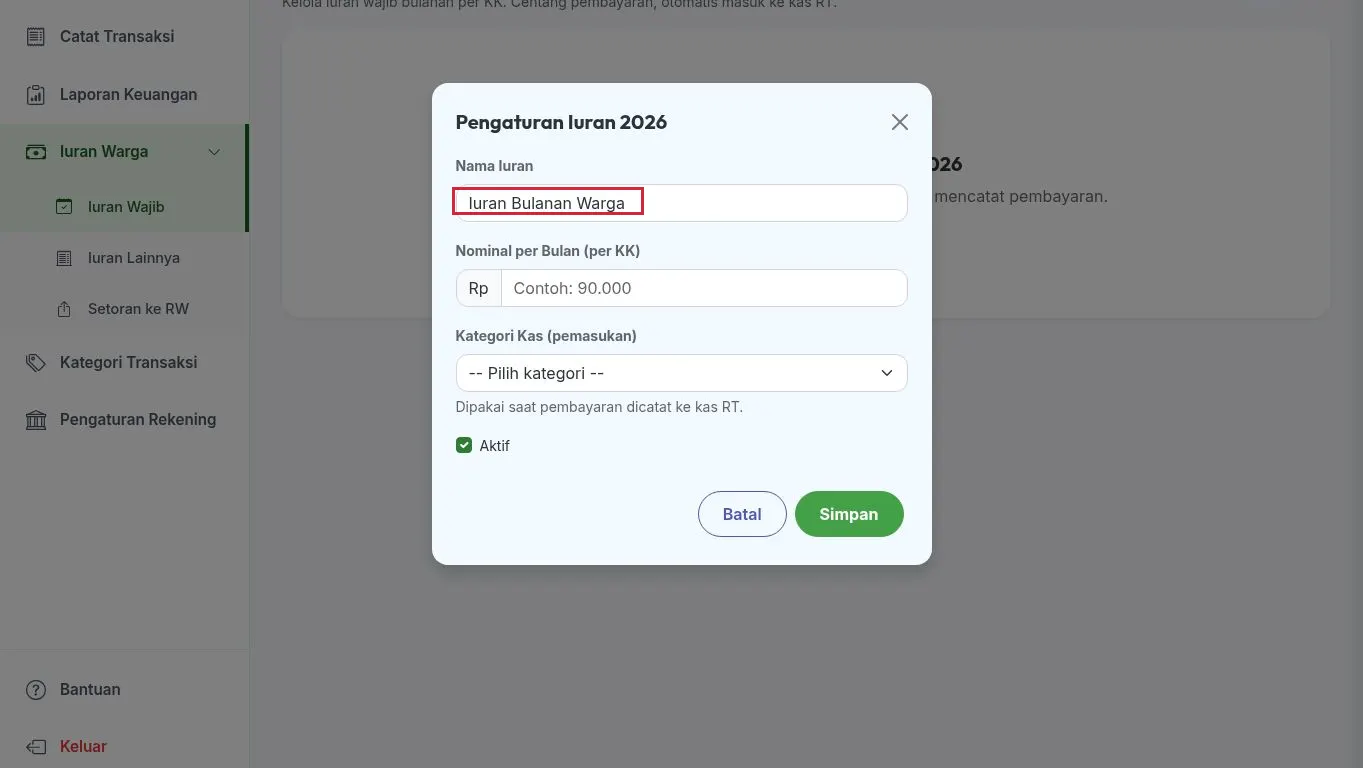 Kelola iuran wajib bulanan per KK. Centang pembayaran, otomatis masuk ke kas RT.
Catat Transaksi
Laporan Keuangan
Iuran Warga
Iuran Wajib
Iuran Lainnya
Setoran ke RW
Kategori Transaksi
Pengaturan Rekening
Bantuan
Keluar
2026
mencatat pembayaran.
Pengaturan Iuran 2026
Nama Iuran
Iuran Bulanan Warga
Nominal per Bulan (per KK)
Rp Contoh: 90.000
Kategori Kas (pemasukan)
-- Pilih kategori --
Dipakai saat pembayaran dicatat ke kas RT.
Aktif
Batal Simpan